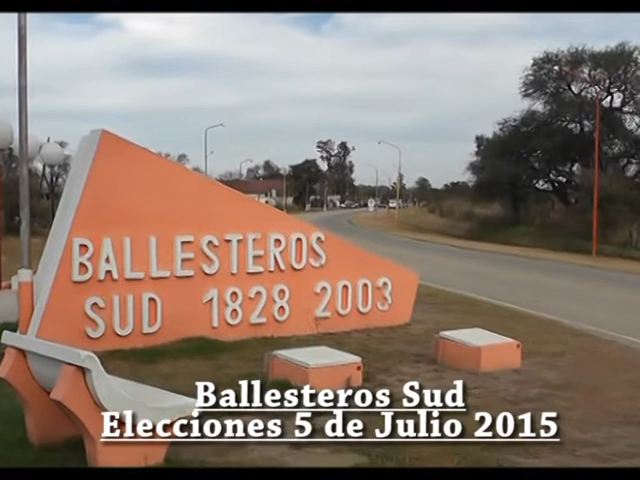 BALLESTEROS
SUD 1828 2003
Ballesteros Sud
Elecciones 5 de Julio 2015